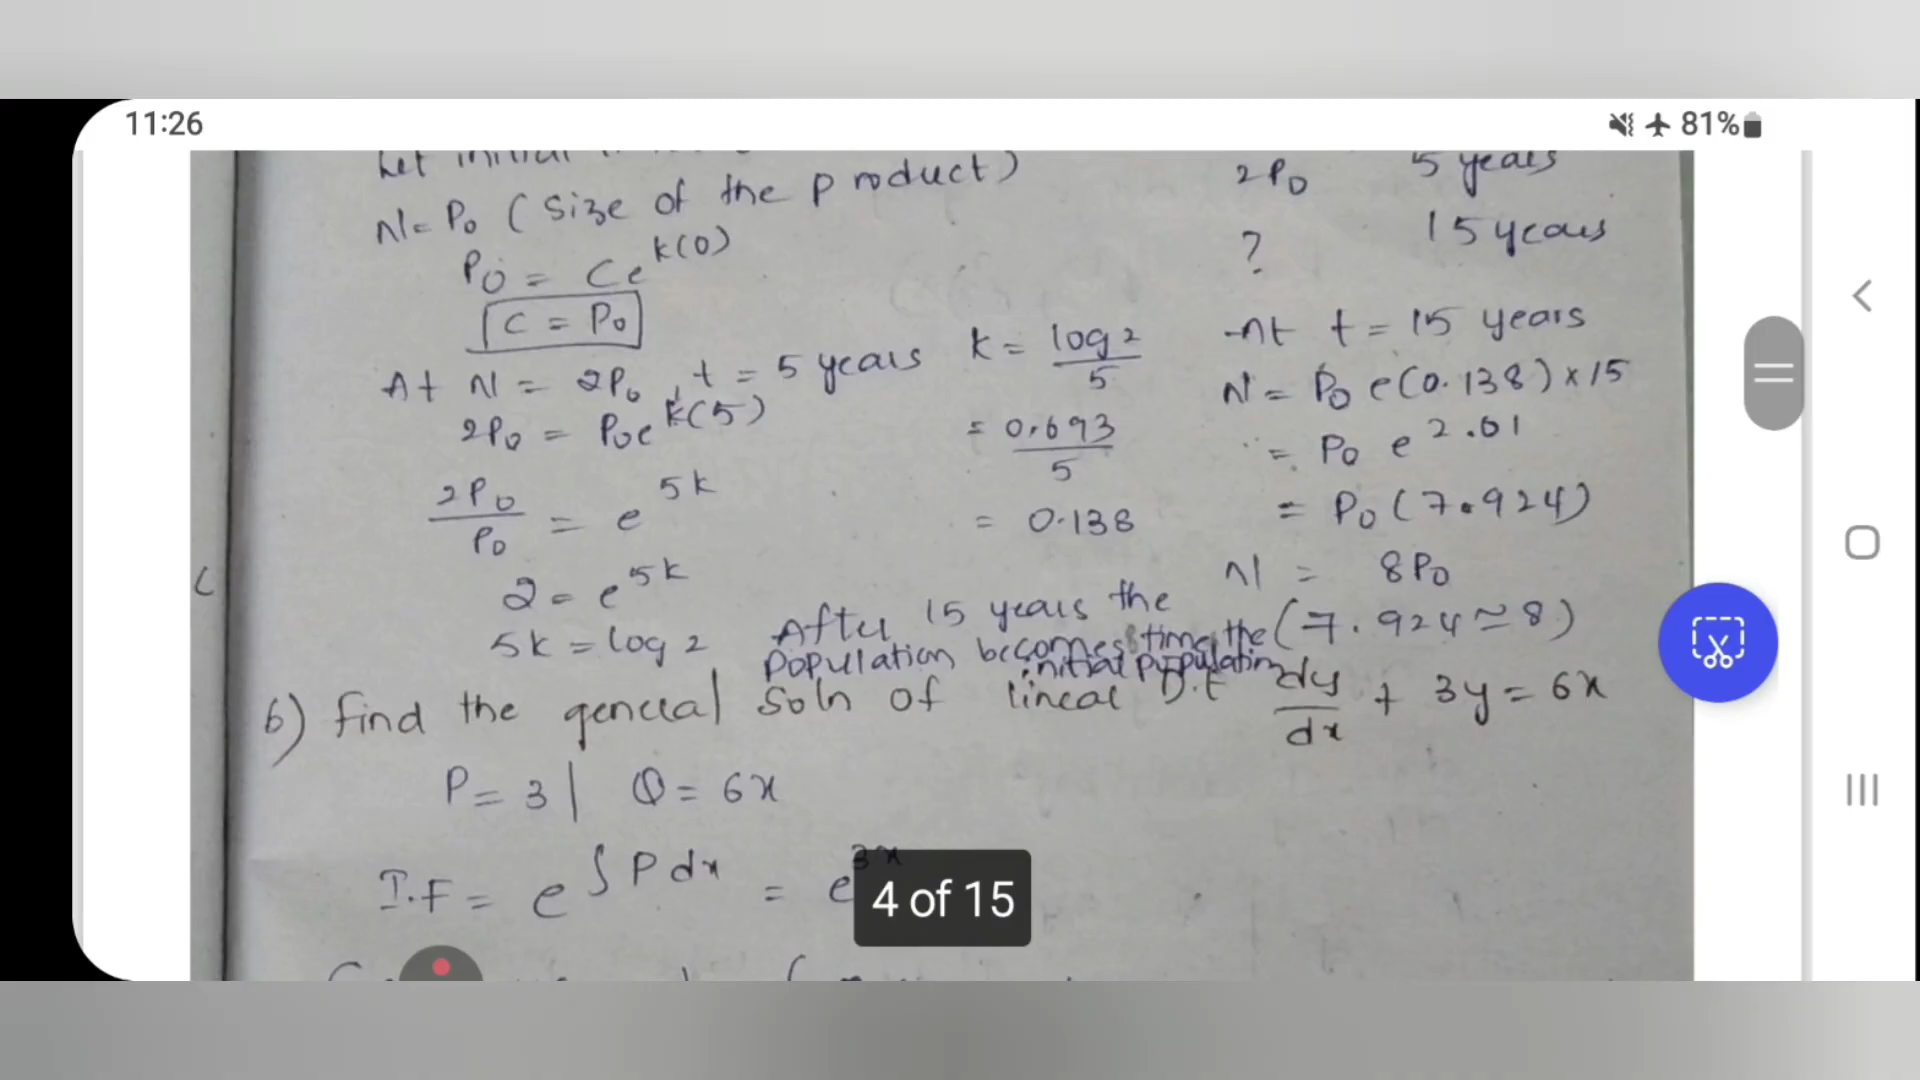 11:26
81%
Let initial
N = P₀ (Size of the product)
P₀ = Ce^k(0)
C = P₀
At N = 2P₀, t = 5 years
2P₀ = P₀e^k(5)
2P₀/P₀ = e^5k
2 = e^5k
5k = log 2
k = log 2/5
= 0.693/5
= 0.138
2P₀ 5 years
? 15 years
At t = 15 years
N = P₀ e(0.138)×15
= P₀ e^2.01
= P₀ (7.924)
N = 8P₀
(7.924 ≃ 8)
After 15 years the
population becomes 8 times the
initial population
6) Find the general soln of linear D.E dy/dx + 3y = 6x
P = 3 | Q = 6x
I.F = e^∫P dx = e^3x
4 of 15